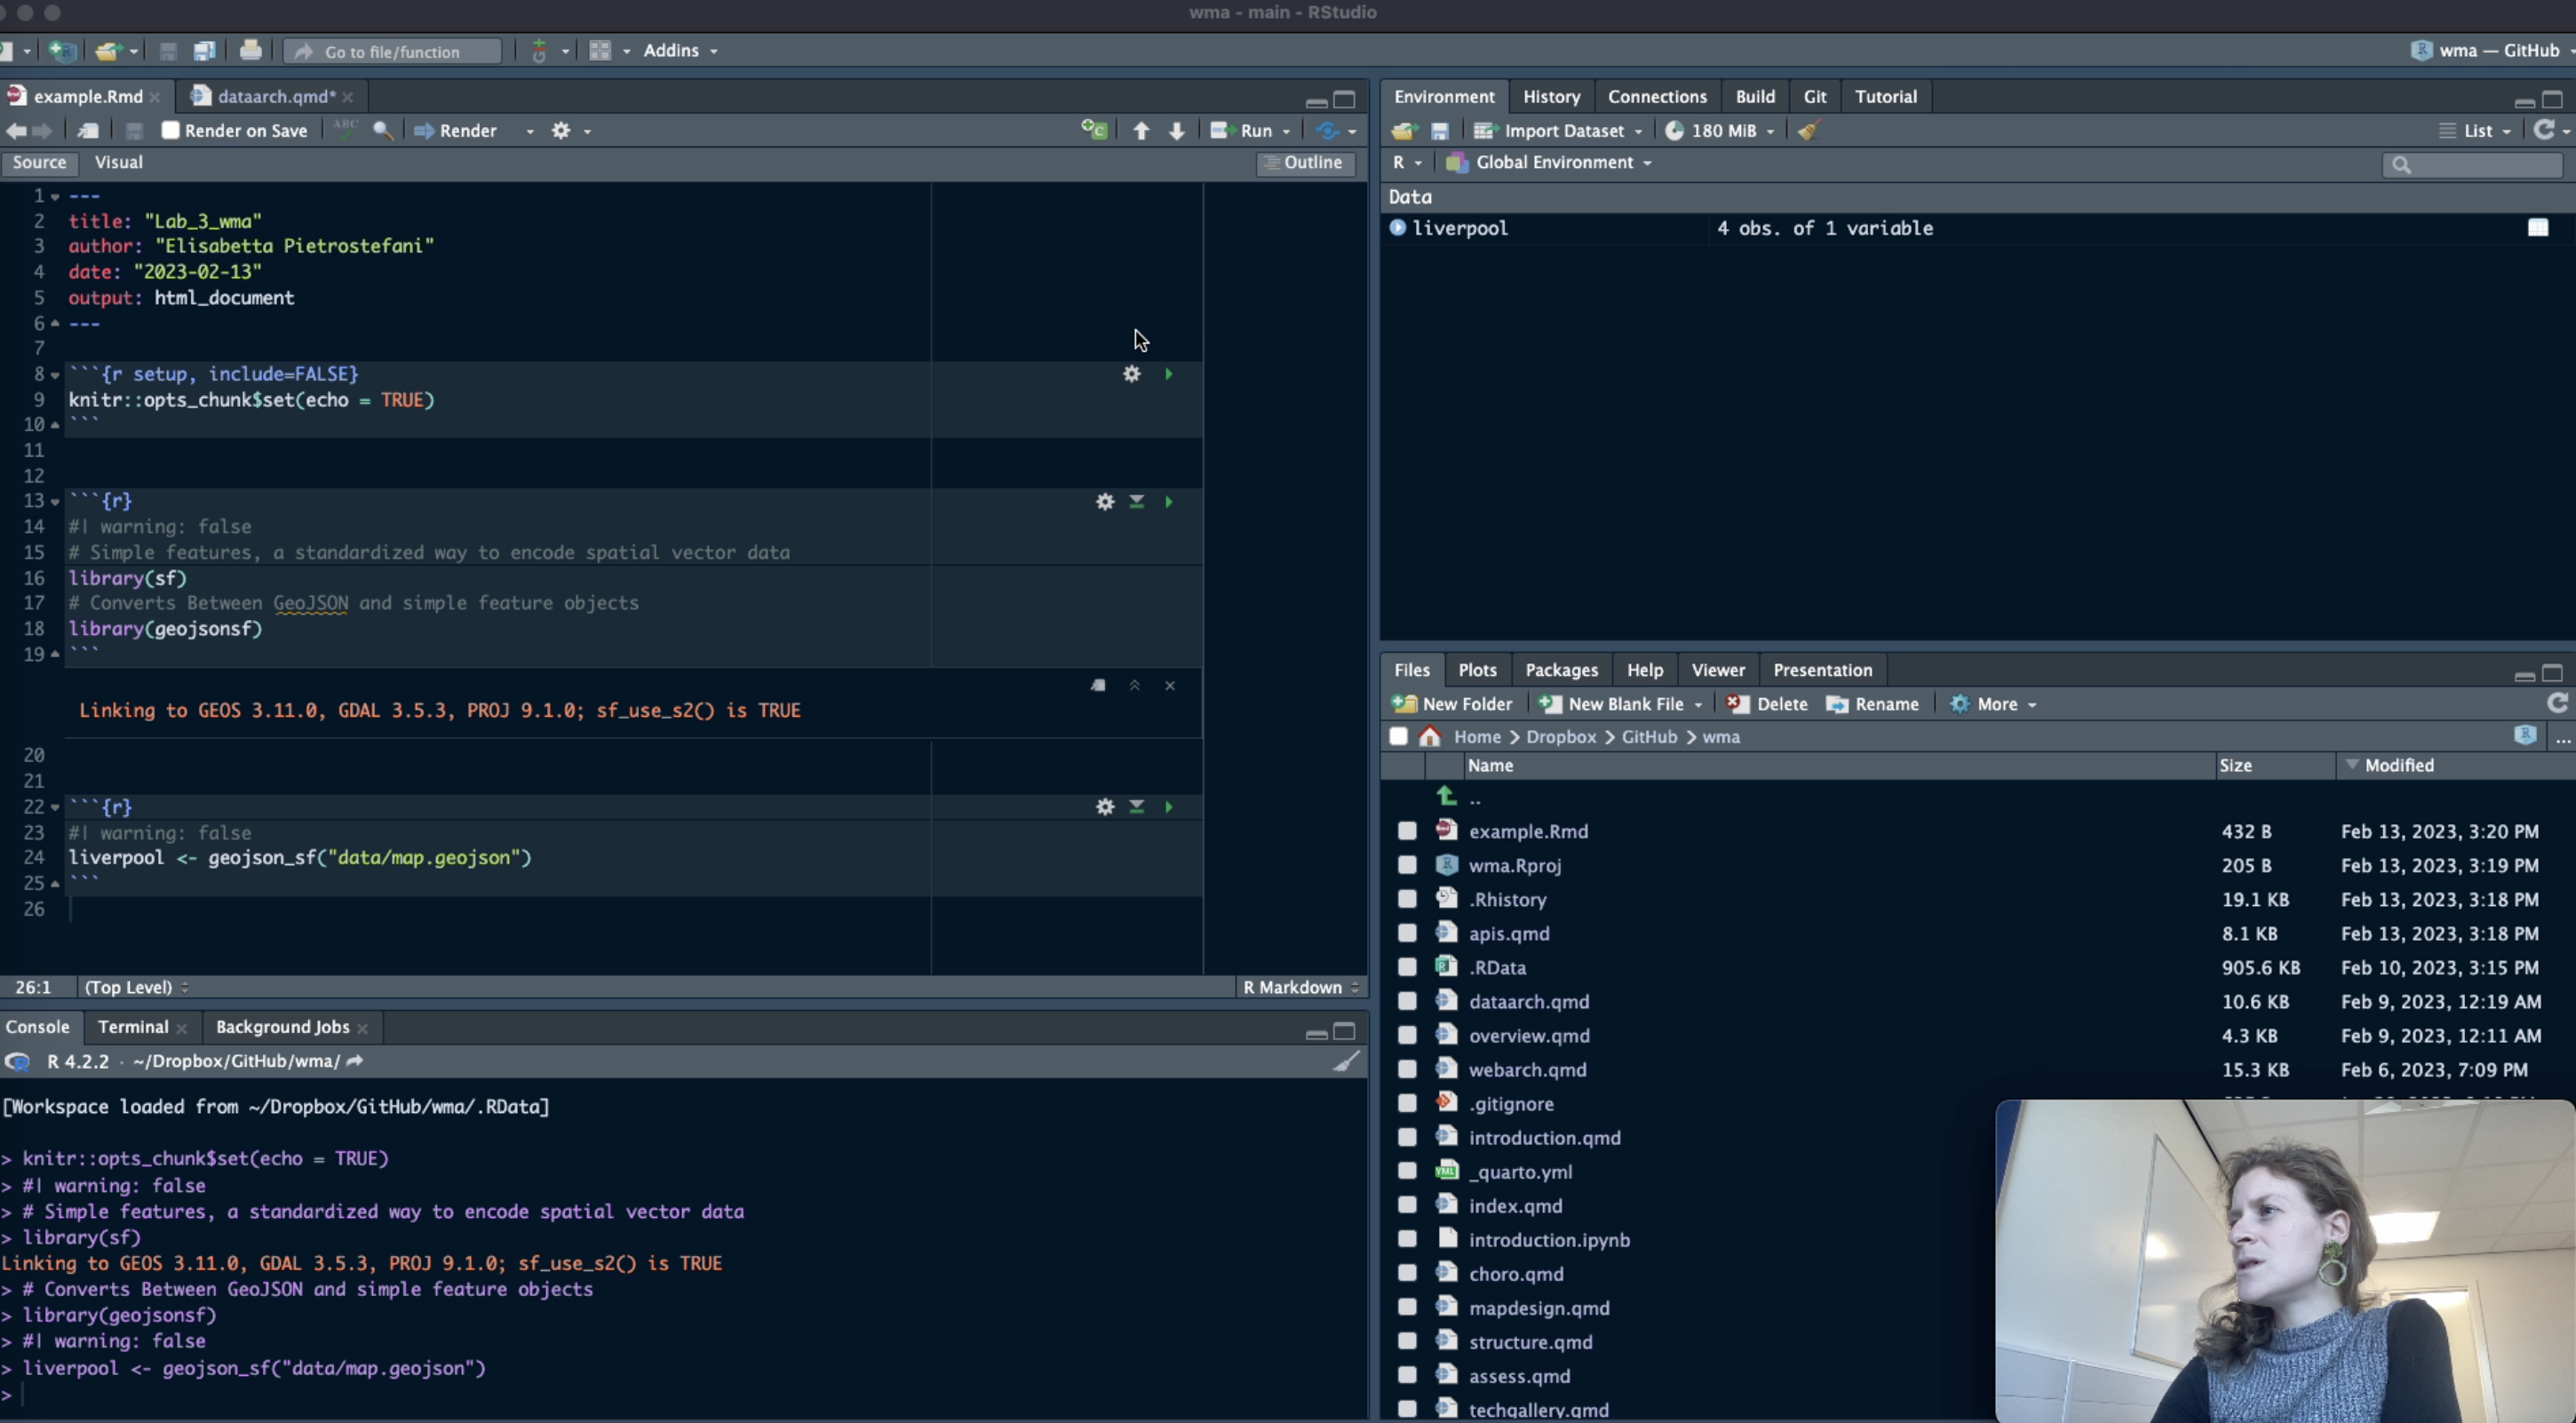 wma - main - RStudio
Go to file/function
Addins
wma — GitHub
example.Rmd
dataarch.qmd*
Render on Save
ABC
Render
Run
Source
Visual
Outline
1 ---
2 title: "Lab_3_wma"
3 author: "Elisabetta Pietrostefani"
4 date: "2023-02-13"
5 output: html_document
6 ---
7
8 ```{r setup, include=FALSE}
9 knitr::opts_chunk$set(echo = TRUE)
10 ```
11
12
13 ```{r}
14 #| warning: false
15 # Simple features, a standardized way to encode spatial vector data
16 library(sf)
17 # Converts Between GeoJSON and simple feature objects
18 library(geojsonsf)
19 ```
Linking to GEOS 3.11.0, GDAL 3.5.3, PROJ 9.1.0; sf_use_s2() is TRUE
20
21
22 ```{r}
23 #| warning: false
24 liverpool <- geojson_sf("data/map.geojson")
25 ```
26
26:1 (Top Level)
R Markdown
Console
Terminal
Background Jobs
R 4.2.2 · ~/Dropbox/GitHub/wma/
[Workspace loaded from ~/Dropbox/GitHub/wma/.RData]
> knitr::opts_chunk$set(echo = TRUE)
> #| warning: false
> # Simple features, a standardized way to encode spatial vector data
> library(sf)
Linking to GEOS 3.11.0, GDAL 3.5.3, PROJ 9.1.0; sf_use_s2() is TRUE
> # Converts Between GeoJSON and simple feature objects
> library(geojsonsf)
> #| warning: false
> liverpool <- geojson_sf("data/map.geojson")
>
Environment
History
Connections
Build
Git
Tutorial
Import Dataset
180 MiB
List
R
Global Environment
Data
liverpool 4 obs. of 1 variable
Files
Plots
Packages
Help
Viewer
Presentation
New Folder
New Blank File
Delete
Rename
More
Home > Dropbox > GitHub > wma
...
Name Size Modified
..
example.Rmd 432 B Feb 13, 2023, 3:20 PM
wma.Rproj 205 B Feb 13, 2023, 3:19 PM
.Rhistory 19.1 KB Feb 13, 2023, 3:18 PM
apis.qmd 8.1 KB Feb 13, 2023, 3:18 PM
.RData 905.6 KB Feb 10, 2023, 3:15 PM
dataarch.qmd 10.6 KB Feb 9, 2023, 12:19 AM
overview.qmd 4.3 KB Feb 9, 2023, 12:11 AM
webarch.qmd 15.3 KB Feb 6, 2023, 7:09 PM
.gitignore
introduction.qmd
_quarto.yml
index.qmd
introduction.ipynb
choro.qmd
mapdesign.qmd
structure.qmd
assess.qmd
techgallery.qmd